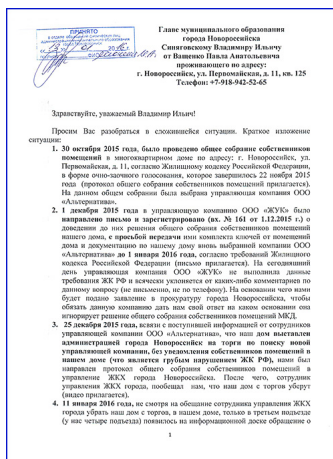 ПРИНЯТО
Главе муниципального образования
города Новороссийска
Синяговскому Владимиру Ильичу
от Ващенко Павла Анатольевича
проживающего по адресу:
г. Новороссийск, ул. Первомайская, д. 11, кв. 125
Телефон: +7-918-942-52-65
Здравствуйте, уважаемый Владимир Ильич!
Просим Вас разобраться в сложившейся ситуации. Краткое изложение
ситуации:
1. 30 октября 2015 года, было проведено общее собрание собственников
помещений в многоквартирном доме по адресу: г. Новороссийск, ул.
Первомайская, д. 11, согласно Жилищному кодексу Российской Федерации,
в форме очно-заочного голосования, которое завершилось 22 ноября 2015
года (протокол общего собрания собственников помещений прилагается).
На данном общем собрании была выбрана управляющая компания ООО
«Альтернатива».
2. 1 декабря 2015 года в управляющую компанию ООО «ЖУК» было
направлено письмо и зарегистрировано (вх. № 161 от 1.12.2015 г.) о
доведении до них решения общего собрания собственников помещений
нашего дома, с просьбой передачи ими комплекта ключей от помещений
дома и документацию по нашему дому вновь выбранной компании ООО
«Альтернатива» до 1 января 2016 года, согласно требований Жилищного
кодекса Российской Федерации (письмо прилагается). На сегодняшний
день управляющая компания ООО «ЖУК» не выполнила данные
требования ЖК РФ и всячески уклоняется от каких-либо комментариев по
данному вопросу (не письменно, не по телефону). На основании чего нами
будет подано заявление в прокуратуру города Новороссийска, чтобы
обязать данную компанию дать нам свой ответ на каком основании она
игнорирует решение общего собрания собственников помещений МКД.
3. 25 декабря 2015 года, в связи с поступившей информацией от сотрудников
управляющей компании ООО «Альтернатива», что наш дом выставлен
администрацией города Новороссийска на торги по поиску новой
управляющей компании, без уведомления собственников помещений в
нашем доме (что является грубым нарушением ЖК РФ), нами был
направлен протокол общего собрания собственников помещений в
управление ЖКХ города Новороссийска. После чего, сотрудник
управления ЖКХ города, пообещал нам, что наш дом с торгов уберут
(видео прилагается).
4. 11 января 2016 года, не смотря на обещание управления ЖКХ города
убрать наш дом с торгов, в нашем доме, только в третьем подъезде
(у нас четыре подъезда) появилось на информационной доске обращение о
1